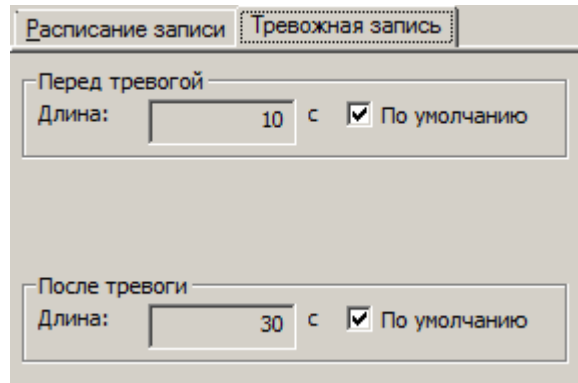 Расписание записи Тревожная запись
Перед тревогой
Длина: 10 с По умолчанию
После тревоги
Длина: 30 с По умолчанию